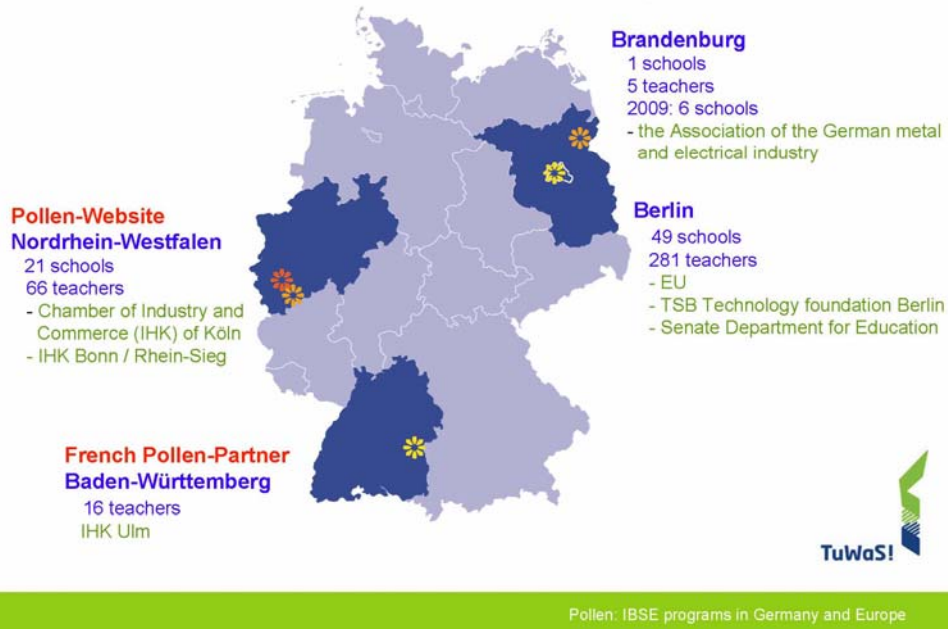 Brandenburg
1 schools
5 teachers
2009: 6 schools
- the Association of the German metal
and electrical industry
Berlin
49 schools
281 teachers
- EU
- TSB Technology foundation Berlin
- Senate Department for Education
Pollen-Website
Nordrhein-Westfalen
21 schools
66 teachers
- Chamber of Industry and
Commerce (IHK) of Köln
- IHK Bonn / Rhein-Sieg
French Pollen-Partner
Baden-Württemberg
16 teachers
IHK Ulm
TuWaS!
Pollen: IBSE programs in Germany and Europe